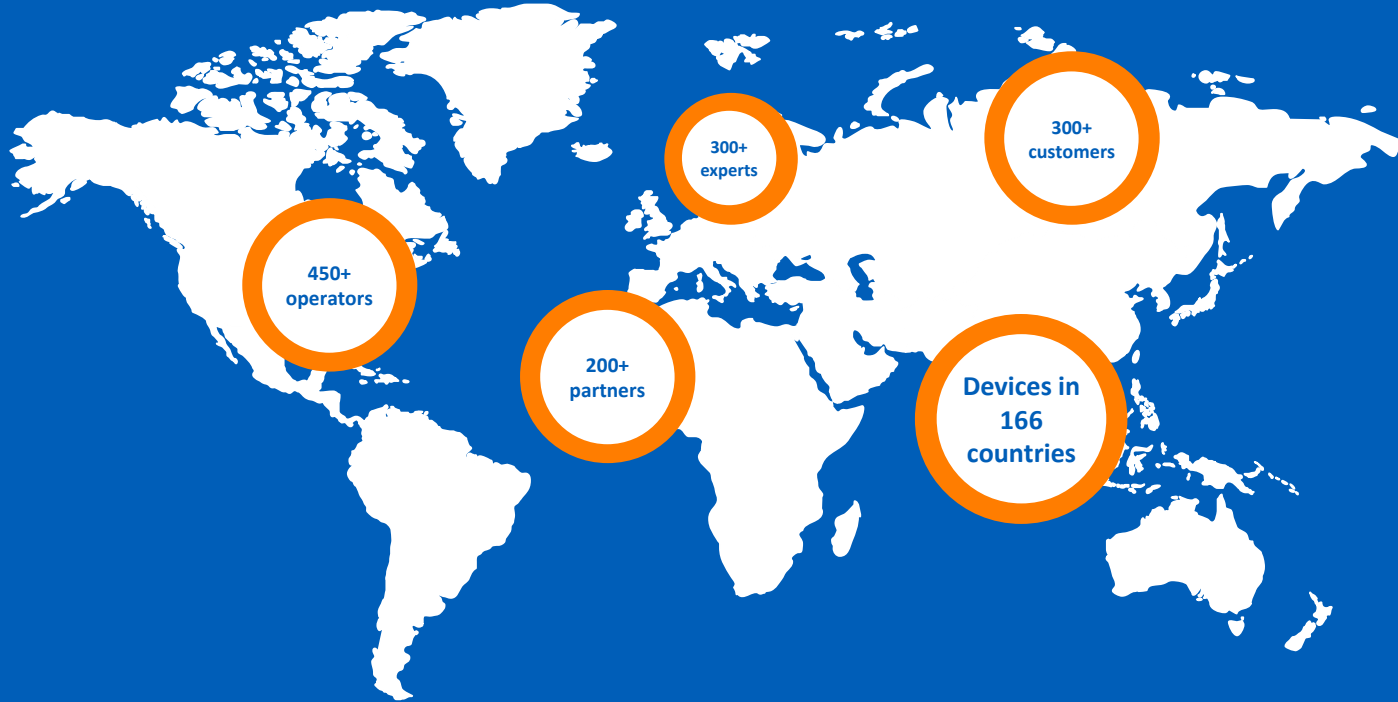 300+
experts
300+
customers
450+
operators
200+
partners
Devices in
166
countries